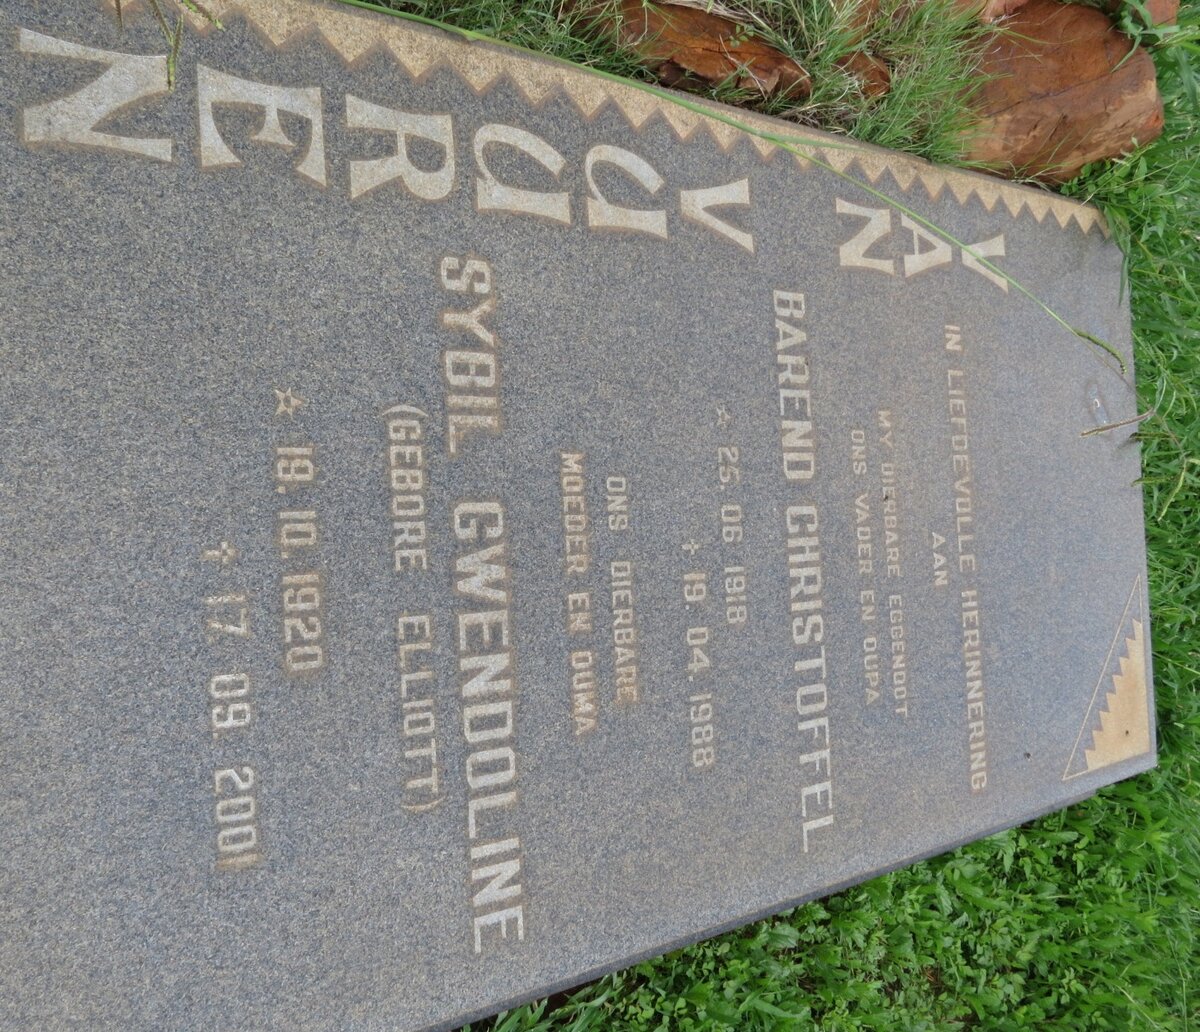 VAN VUUREN
IN LIEFDEVOLLE HERINNERING
AAN
MY DIERBARE EGGENOOT
ONS VADER EN OUPA
BAREND CHRISTOFFEL
☆ 25. 06 1918
✝ 19. 04. 1988
ONS DIERBARE
MOEDER EN OUMA
SYBIL GWENDOLINE
(GEBORE ELLIOTT)
☆ 19. 10. 1920
✝ 17. 09. 2001